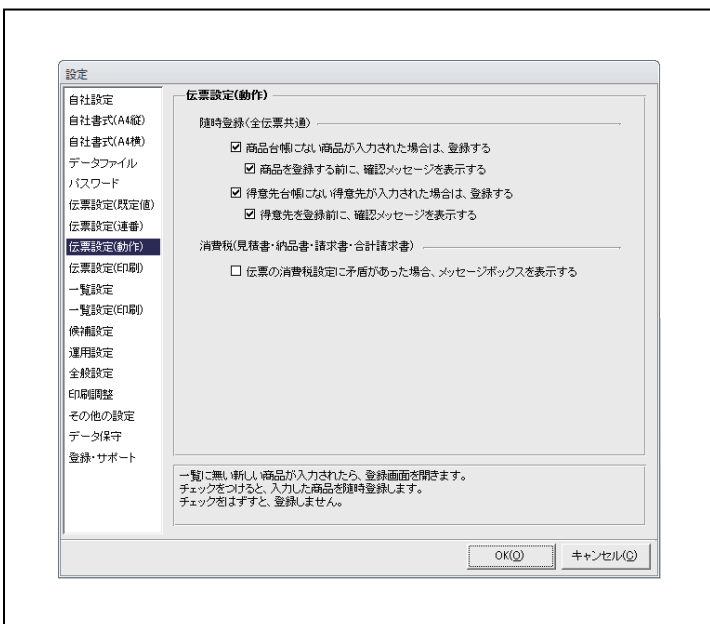 設定
自社設定
自社書式(A4縦)
自社書式(A4横)
データファイル
パスワード
伝票設定(既定値)
伝票設定(連番)
伝票設定(動作)
伝票設定(印刷)
一覧設定
一覧設定(印刷)
候補設定
運用設定
全般設定
印刷調整
その他の設定
データ保守
登録・サポート
伝票設定(動作)
随時登録(全伝票共通)
商品台帳にない商品が入力された場合は、登録する
商品を登録する前に、確認メッセージを表示する
得意先台帳にない得意先が入力された場合は、登録する
得意先を登録前に、確認メッセージを表示する
消費税(見積書・納品書・請求書・合計請求書)
伝票の消費税設定に矛盾があった場合、メッセージボックスを表示する
一覧に無い新しい商品が入力されたら、登録画面を開きます。
チェックをつけると、入力した商品を随時登録します。
チェックをはずすと、登録しません。
OK(O)
キャンセル(C)